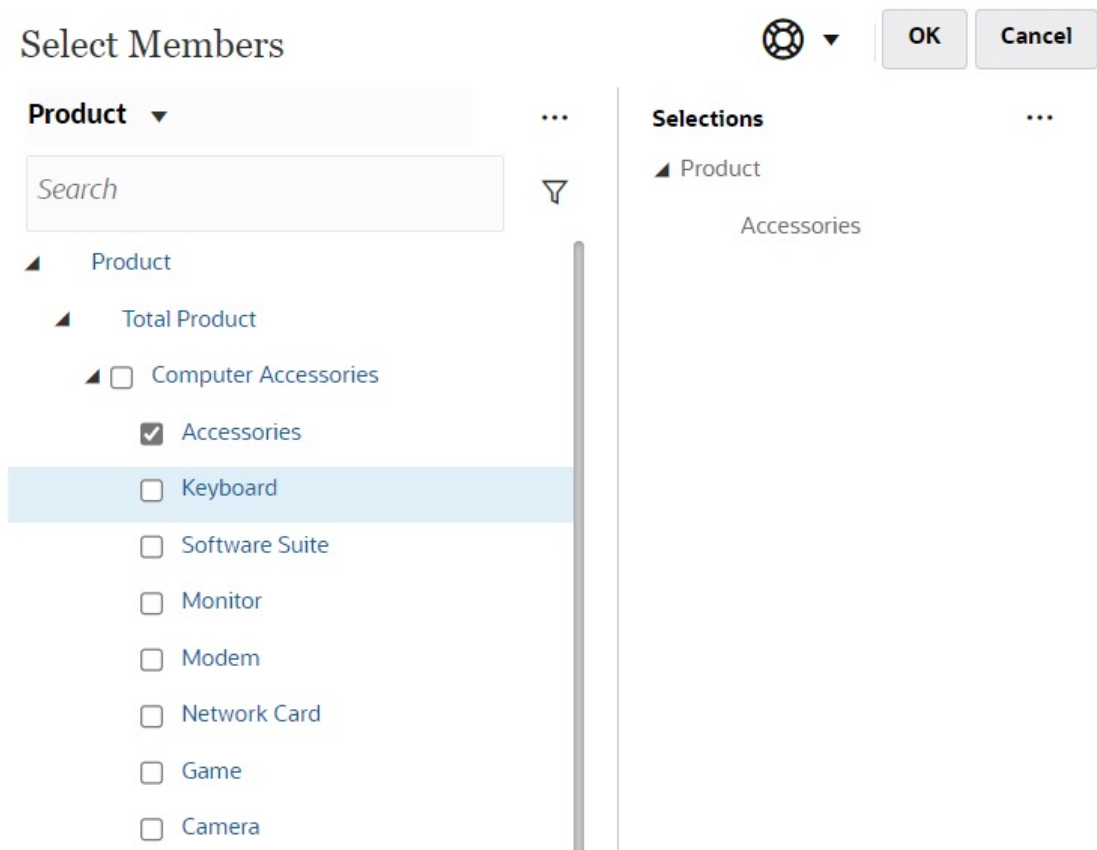 Select Members
OK
Cancel
Product
...
Search
Product
Total Product
Computer Accessories
Accessories
Keyboard
Software Suite
Monitor
Modem
Network Card
Game
Camera
Selections
...
Product
Accessories